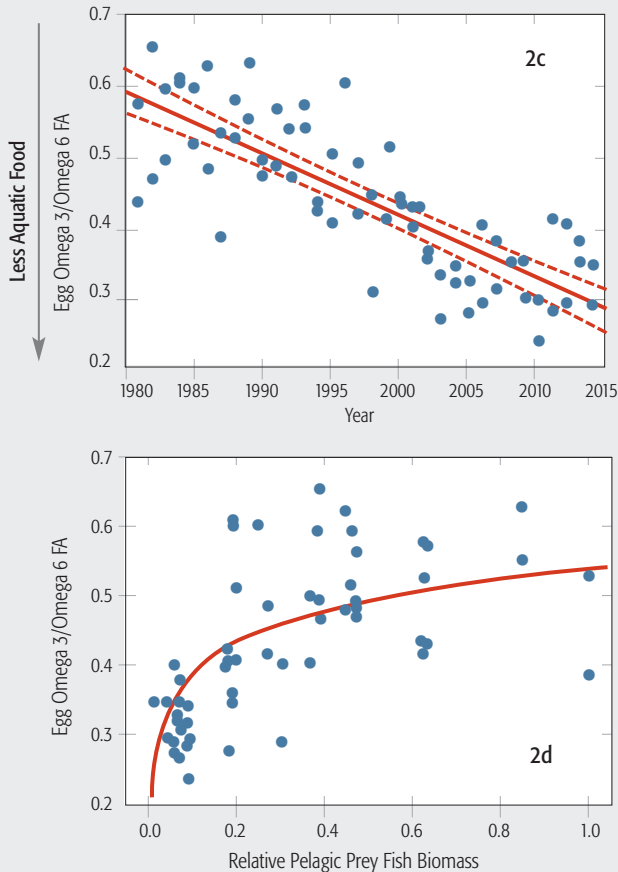 0.7
0.6
0.5
0.4
0.3
0.2
Less Aquatic Food
Egg Omega 3/Omega 6 FA
2c
1980 1985 1990 1995 2000 2005 2010 2015
Year
0.7
0.6
0.5
0.4
0.3
0.2
Egg Omega 3/Omega 6 FA
2d
0.0 0.2 0.4 0.6 0.8 1.0
Relative Pelagic Prey Fish Biomass